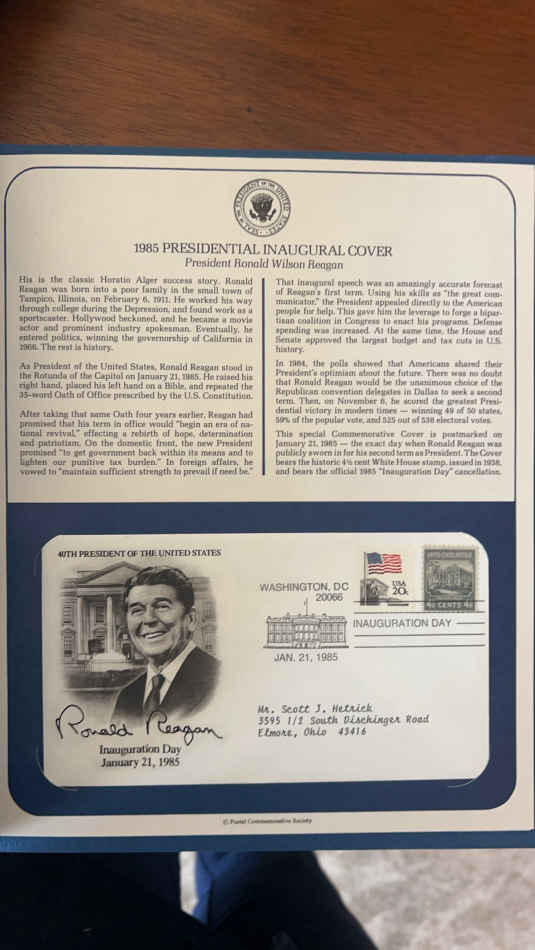 SEAL OF THE PRESIDENT OF THE UNITED STATES
1985 PRESIDENTIAL INAUGURAL COVER
President Ronald Wilson Reagan
His is the classic Horatio Alger success story. Ronald
Reagan was born into a poor family in the small town of
Tampico, Illinois, on February 6, 1911. He worked his way
through college during the Depression, and found work as a
sportscaster. Hollywood beckoned, and he became a movie
actor and prominent industry spokesman. Eventually, he
entered politics, winning the governorship of California in
1966. The rest is history.
As President of the United States, Ronald Reagan stood in
the Rotunda of the Capitol on January 21, 1985. He raised his
right hand, placed his left hand on a Bible, and repeated the
35-word Oath of Office prescribed by the U.S. Constitution.
After taking that same Oath four years earlier, Reagan had
promised that his term in office would "begin an era of na-
tional revival," effecting a rebirth of hope, determination
and patriotism. On the domestic front, the new President
promised "to get government back within its means and to
lighten our punitive tax burden." In foreign affairs, he
vowed to "maintain sufficient strength to prevail if need be."
That inaugural speech was an amazingly accurate forecast
of Reagan's first term. Using his skills as "the great com-
municator," the President appealed directly to the American
people for help. This gave him the leverage to forge a bipar-
tisan coalition in Congress to enact his programs. Defense
spending was increased. At the same time, the House and
Senate approved the largest budget and tax cuts in U.S.
history.
In 1984, the polls showed that Americans shared their
President's optimism about the future. There was no doubt
that Ronald Reagan would be the unanimous choice of the
Republican convention delegates in Dallas to seek a second
term. Then, on November 6, he scored the greatest Presi-
dential victory in modern times — winning 49 of 50 states,
59% of the popular vote, and 525 out of 538 electoral votes.
This special Commemorative Cover is postmarked on
January 21, 1985 — the exact day when Ronald Reagan was
publicly sworn in for his second term as President. The Cover
bears the historic 4½ cent White House stamp, issued in 1938,
and bears the official 1985 "Inauguration Day" cancellation.
40TH PRESIDENT OF THE UNITED STATES
WASHINGTON, DC
20066
USA
20c
4½ CENTS 4½
INAUGURATION DAY
JAN. 21, 1985
Ronald Reagan
Inauguration Day
January 21, 1985
Mr. Scott J. Hetrick
3595 1/2 South Dischinger Road
Elmore, Ohio 43416
© Postal Commemorative Society